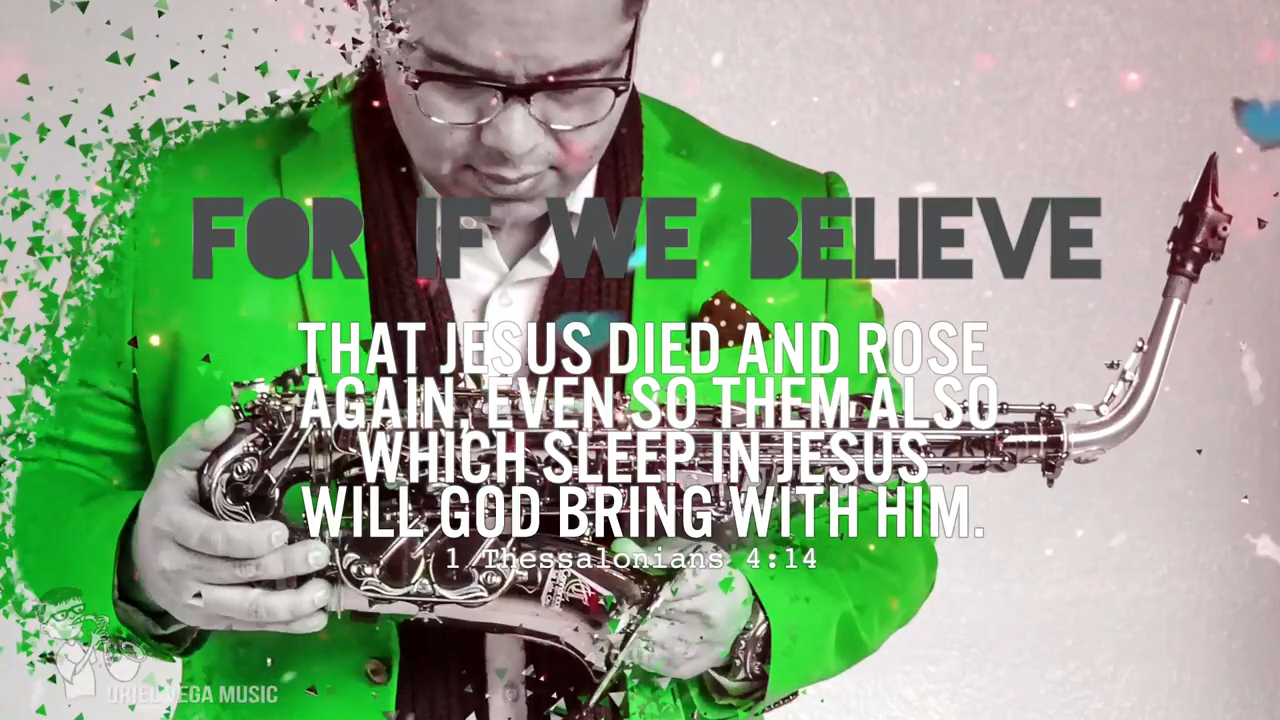 FOR IF WE BELIEVE
THAT JESUS DIED AND ROSE
AGAIN, EVEN SO THEM ALSO
WHICH SLEEP IN JESUS
WILL GOD BRING WITH HIM.
1 Thessalonians 4:14
ORIEL VEGA MUSIC